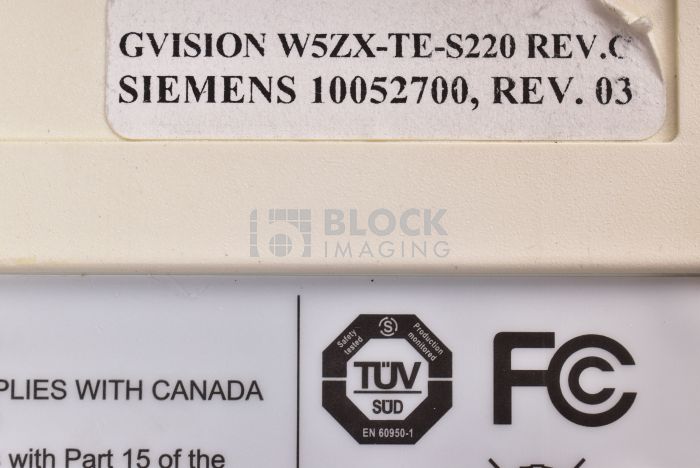 GVISION W5ZX-TE-S220 REV.C
SIEMENS 10052700, REV. 03
BLOCK
IMAGING
PLIES WITH CANADA
with Part 15 of the
Safety tested
S
Production monitored
TÜV
SÜD
EN 60950-1
FC